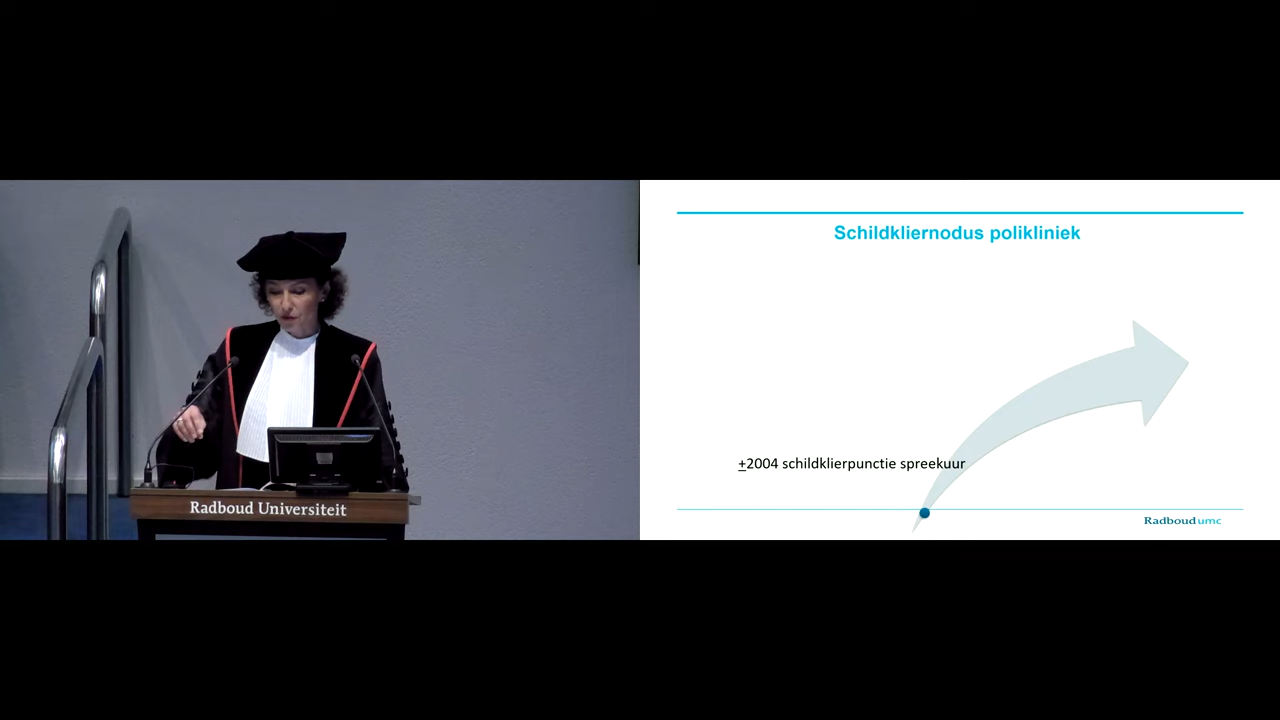 Schildkliernodus polikliniek
+2004 schildklierpunctie spreekuur
Radboud Universiteit
Radboudumc